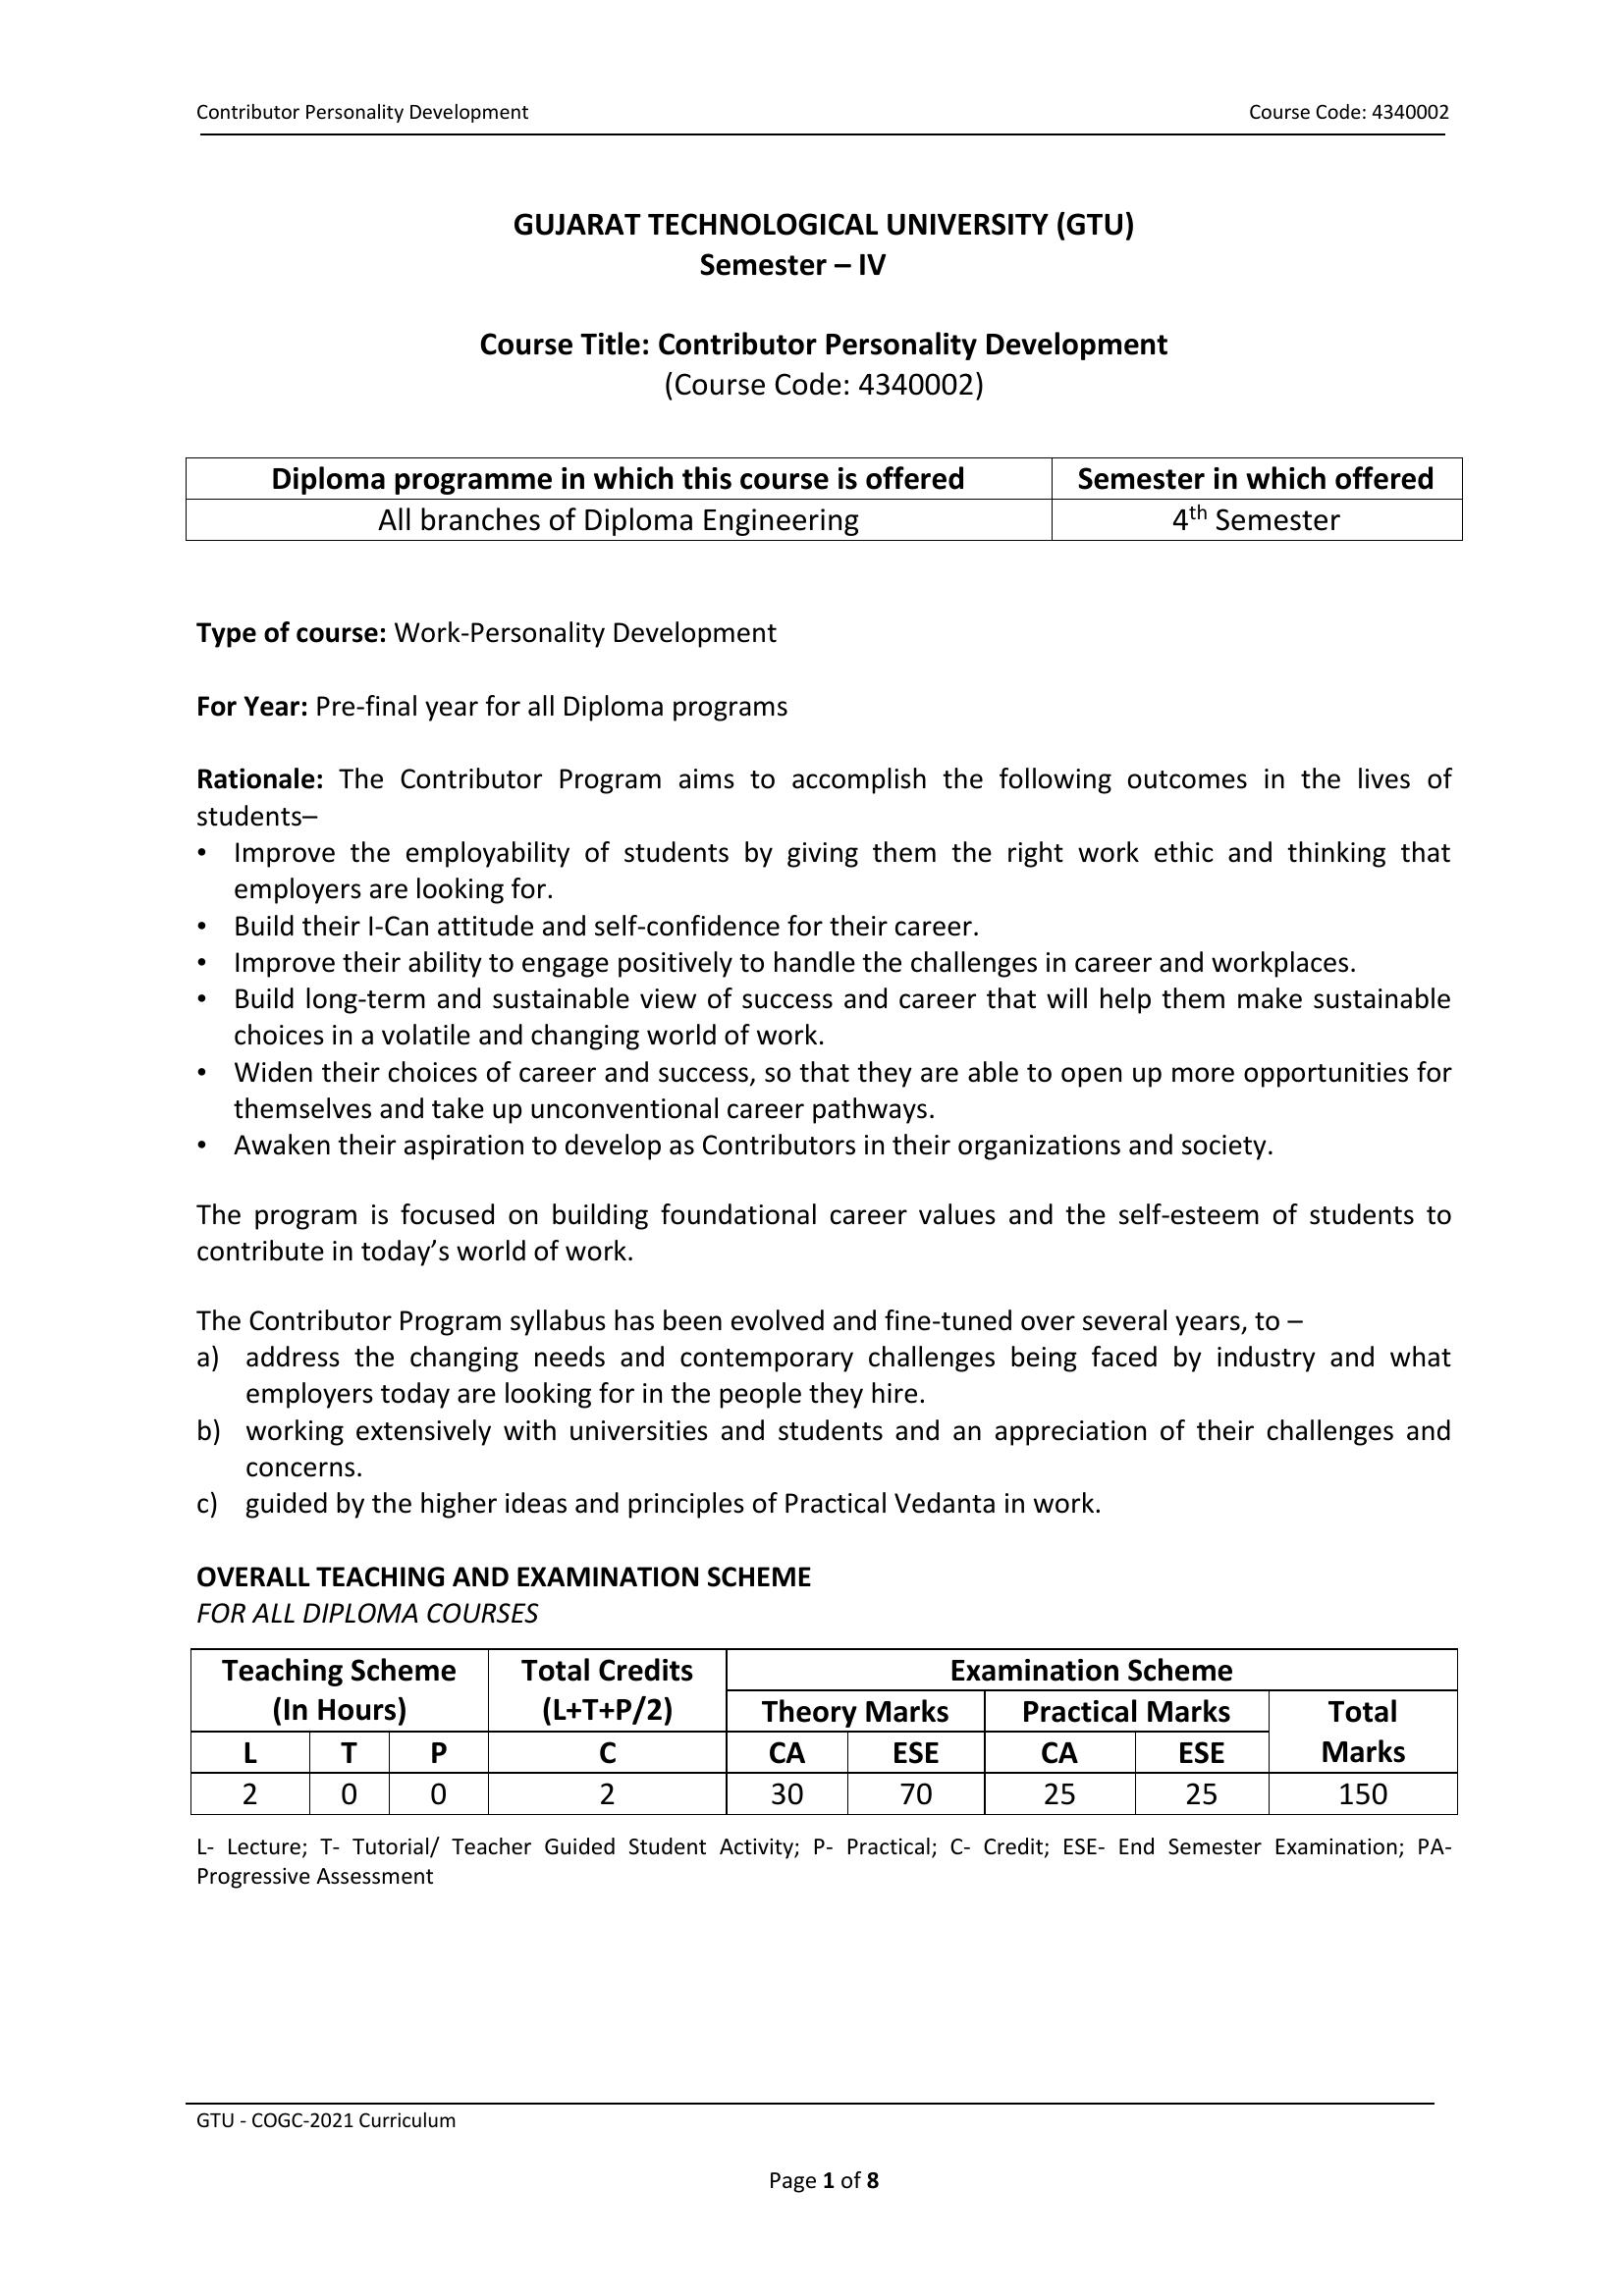 Contributor Personality Development Course Code: 4340002
GUJARAT TECHNOLOGICAL UNIVERSITY (GTU)
Semester – IV
Course Title: Contributor Personality Development
(Course Code: 4340002)
Diploma programme in which this course is offered Semester in which offered
All branches of Diploma Engineering 4th Semester
Type of course: Work-Personality Development
For Year: Pre-final year for all Diploma programs
Rationale: The Contributor Program aims to accomplish the following outcomes in the lives of
students–
• Improve the employability of students by giving them the right work ethic and thinking that
employers are looking for.
• Build their I-Can attitude and self-confidence for their career.
• Improve their ability to engage positively to handle the challenges in career and workplaces.
• Build long-term and sustainable view of success and career that will help them make sustainable
choices in a volatile and changing world of work.
• Widen their choices of career and success, so that they are able to open up more opportunities for
themselves and take up unconventional career pathways.
• Awaken their aspiration to develop as Contributors in their organizations and society.
The program is focused on building foundational career values and the self-esteem of students to
contribute in today’s world of work.
The Contributor Program syllabus has been evolved and fine-tuned over several years, to –
a) address the changing needs and contemporary challenges being faced by industry and what
employers today are looking for in the people they hire.
b) working extensively with universities and students and an appreciation of their challenges and
concerns.
c) guided by the higher ideas and principles of Practical Vedanta in work.
OVERALL TEACHING AND EXAMINATION SCHEME
FOR ALL DIPLOMA COURSES
Teaching Scheme Total Credits Examination Scheme
(In Hours) (L+T+P/2) Theory Marks Practical Marks Total
L T P C CA ESE CA ESE Marks
2 0 0 2 30 70 25 25 150
L- Lecture; T- Tutorial/ Teacher Guided Student Activity; P- Practical; C- Credit; ESE- End Semester Examination; PA-
Progressive Assessment
GTU - COGC-2021 Curriculum
Page 1 of 8